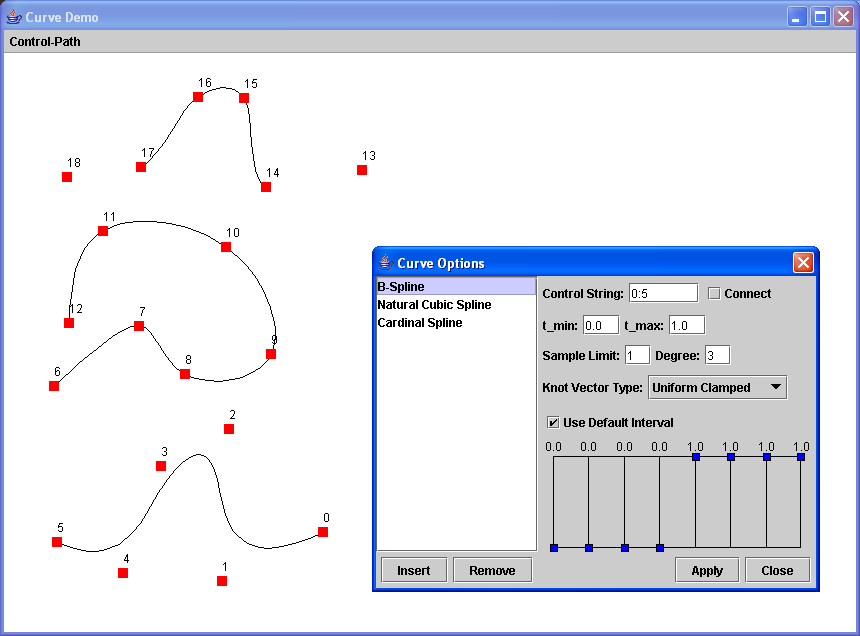 Curve Demo
Control-Path
16 15
17
18
14
13
11
10
12
7
9
6
8
2
3
5
0
4
1
Curve Options
B-Spline
Natural Cubic Spline
Cardinal Spline
Control String: 0:5 Connect
t_min: 0.0 t_max: 1.0
Sample Limit: 1 Degree: 3
Knot Vector Type: Uniform Clamped
Use Default Interval
0.0 0.0 0.0 0.0 1.0 1.0 1.0 1.0
Insert Remove Apply Close